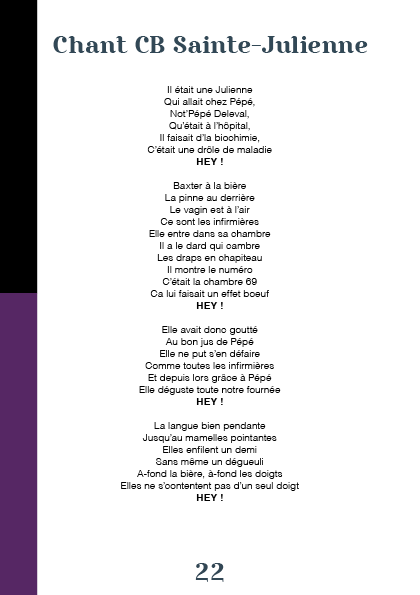 Chant CB Sainte-Julienne
Il était une Julienne
Qui allait chez Pépé,
Not'Pépé Deleval,
Qu'était à l'hôpital,
Il faisait d'la biochimie,
C'était une drôle de maladie
HEY !
Baxter à la bière
La pinne au derrière
Le vagin est à l'air
Ce sont les infirmières
Elle entre dans sa chambre
Il a le dard qui cambre
Les draps en chapiteau
Il montre le numéro
C'était la chambre 69
Ca lui faisait un effet boeuf
HEY !
Elle avait donc goutté
Au bon jus de Pépé
Elle ne put s'en défaire
Comme toutes les infirmières
Et depuis lors grâce à Pépé
Elle déguste toute notre fournée
HEY !
La langue bien pendante
Jusqu'au mamelles pointantes
Elles enfilent un demi
Sans même un dégueuli
A-fond la bière, à-fond les doigts
Elles ne s'contentent pas d'un seul doigt
HEY !
22